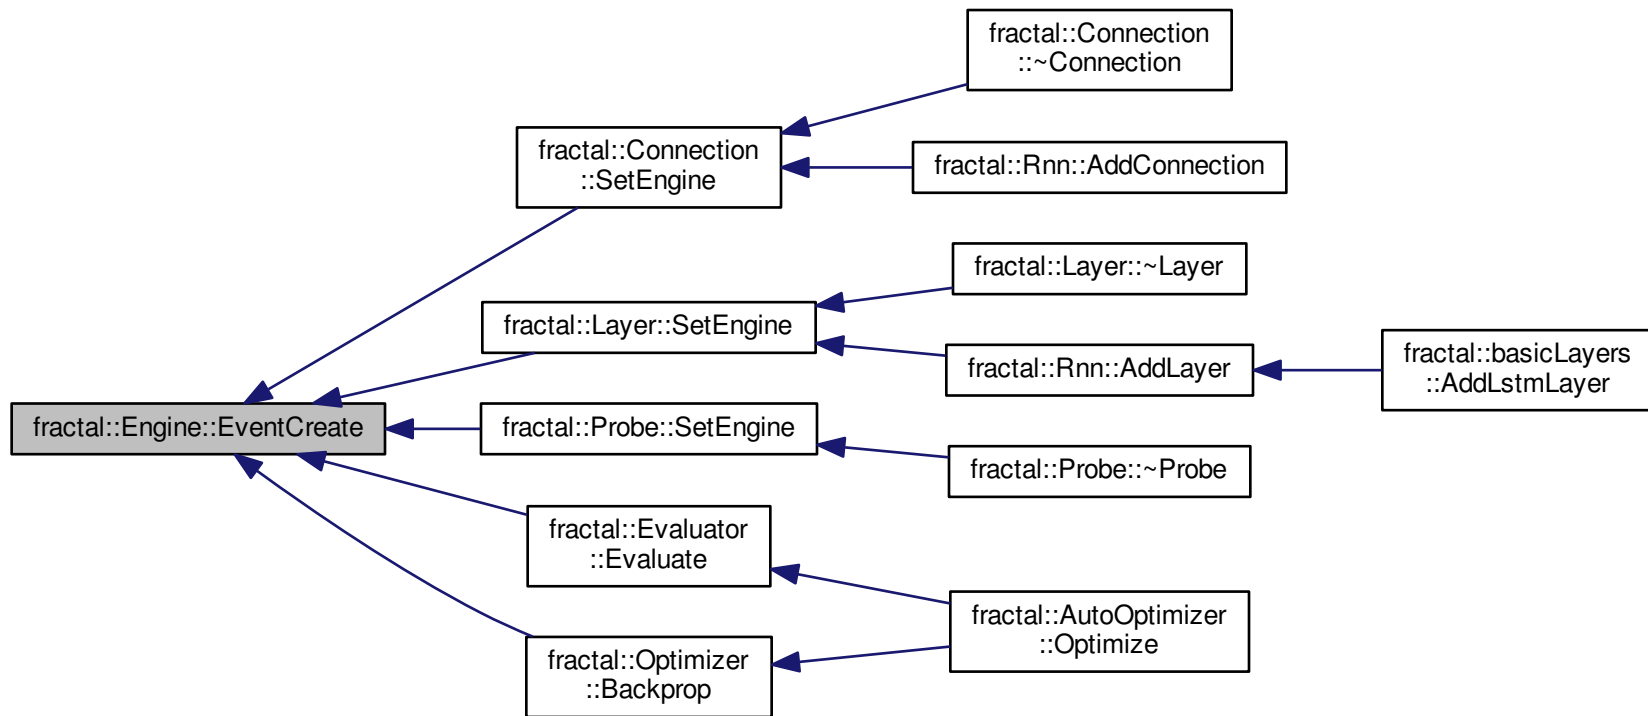 fractal::Connection
::~Connection
fractal::Connection
::SetEngine
fractal::Rnn::AddConnection
fractal::Layer::~Layer
fractal::Layer::SetEngine
fractal::Rnn::AddLayer
fractal::basicLayers
::AddLstmLayer
fractal::Engine::EventCreate
fractal::Probe::SetEngine
fractal::Probe::~Probe
fractal::Evaluator
::Evaluate
fractal::AutoOptimizer
::Optimize
fractal::Optimizer
::Backprop